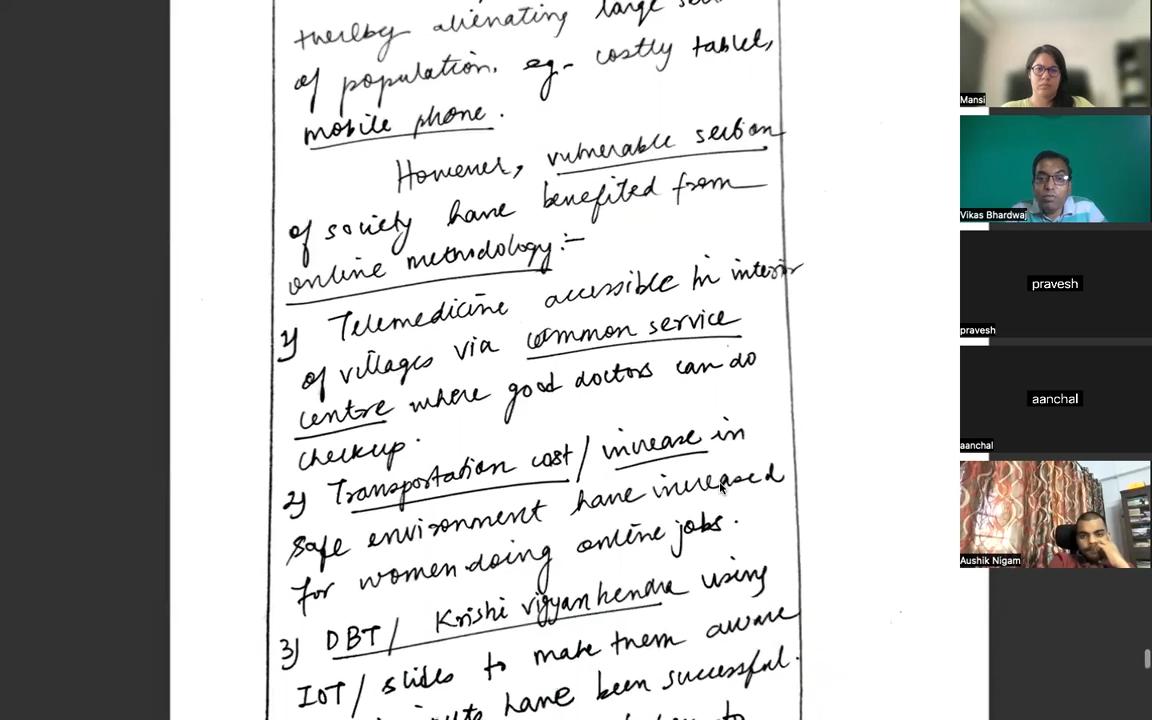 thereby alienating large
of population. eg- costly tablet,
mobile phone.
However, vulnerable section
of society have benefited from
online methodology:-
1) Telemedicine accessible in interior
of villages via common service
centre where good doctors can do
checkup.
2) Transportation cost / increase in
safe environment have increased
for women doing online jobs.
3) DBT / Krishi vigyan kendra using
IOT / slides to make them aware
have been successful.
to
Mansi
Vikas Bhardwaj
pravesh
pravesh
aanchal
aanchal
Aushik Nigam